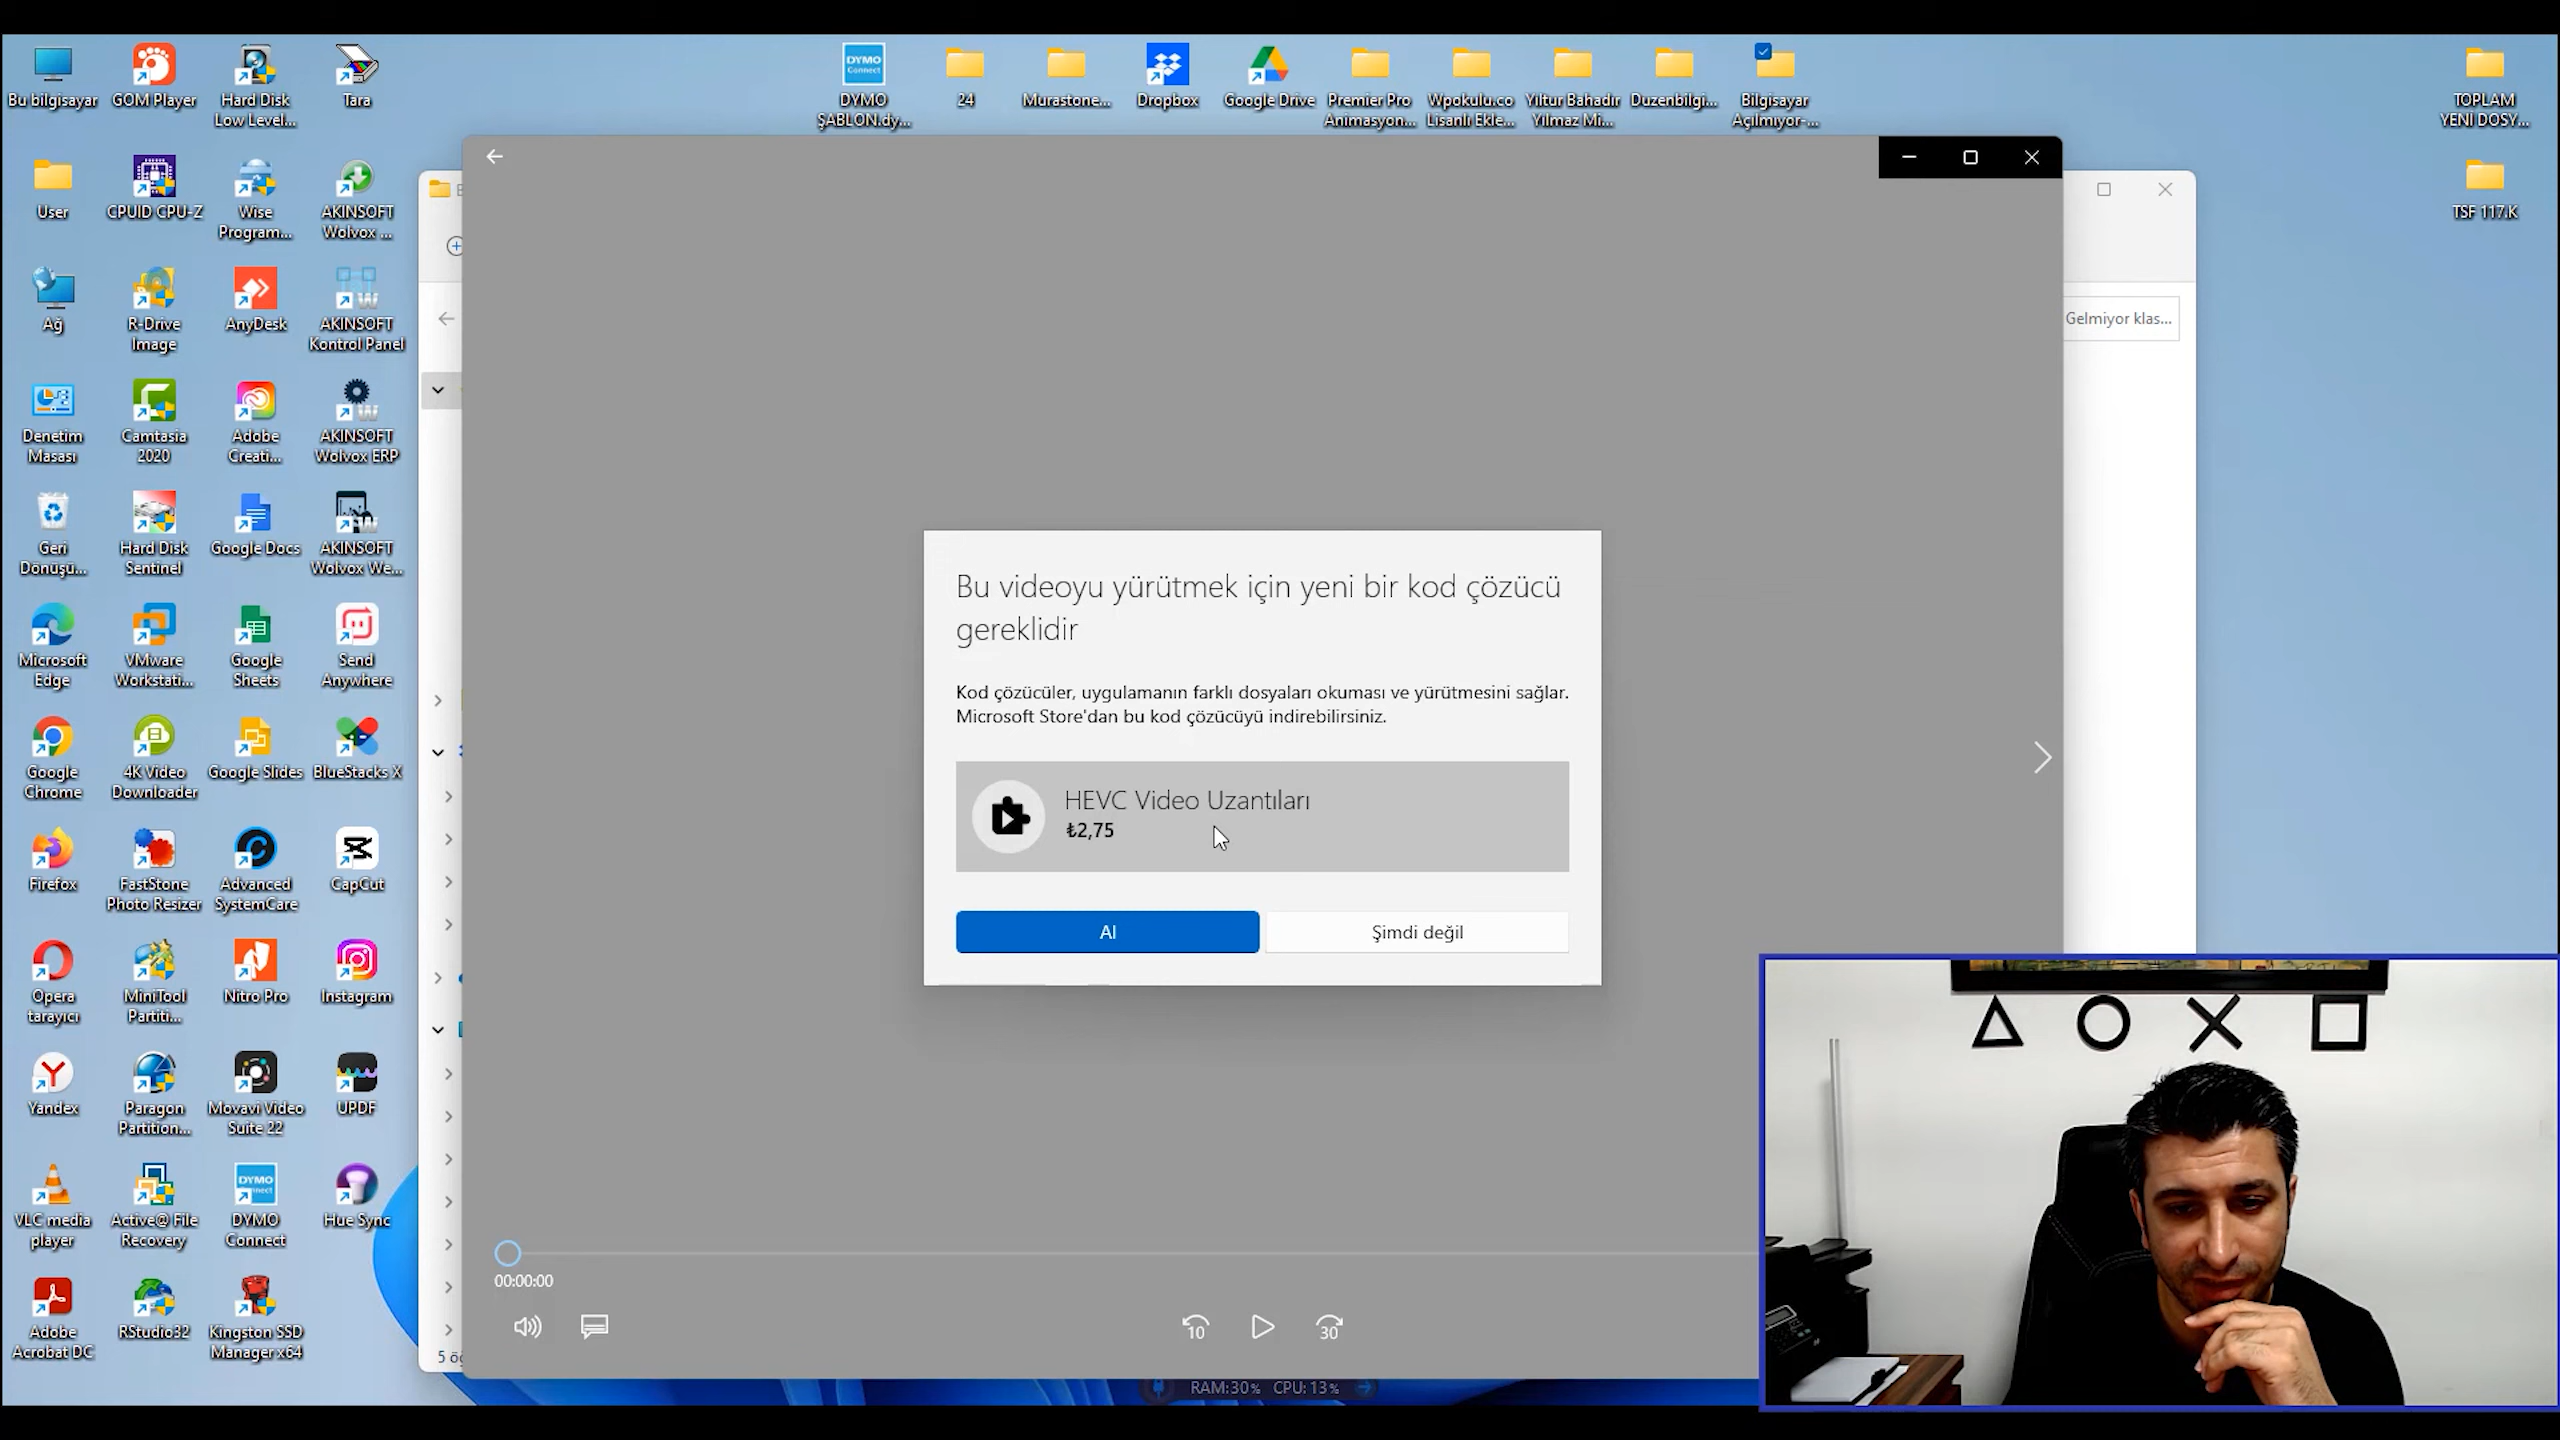 Bu bilgisayar
GOM Player
Hard Disk
Low Level...
Tara
DYMO
Connect
DYMO
ŞABLON.dy...
24
Murastone...
Dropbox
Google Drive
Premier Pro
Animasyon...
Wpokulu.co
Lisanlı Ekle...
Yıltur Bahadır
Yılmaz Mi...
Duzenbilgi...
Bilgisayar
Açılmıyor-...
TOPLAM
YENİ DOSY...
User
CPUID CPU-Z
Wise
Program...
AKINSOFT
Wolvox ...
TSF 117.K
Ağ
R-Drive
Image
AnyDesk
AKINSOFT
Kontrol Panel
Gelmiyor klas...
Denetim
Masası
Camtasia
2020
Adobe
Creati...
AKINSOFT
Wolvox ERP
Geri
Dönüşü...
Hard Disk
Sentinel
Google Docs
AKINSOFT
Wolvox We...
Microsoft
Edge
VMware
Workstati...
Google
Sheets
Send
Anywhere
Google
Chrome
4K Video
Downloader
Google Slides
BlueStacks X
Firefox
FastStone
Photo Resizer
Advanced
SystemCare
CapCut
Opera
tarayıcı
MiniTool
Partiti...
Nitro Pro
Instagram
Yandex
Paragon
Partition...
Movavi Video
Suite 22
UPDF
VLC media
player
Active@ File
Recovery
DYMO
Connect
Hue Sync
Adobe
Acrobat DC
RStudio32
Kingston SSD
Manager x64
Bu videoyu yürütmek için yeni bir kod çözücü
gereklidir
Kod çözücüler, uygulamanın farklı dosyaları okuması ve yürütmesini sağlar.
Microsoft Store'dan bu kod çözücüyü indirebilirsiniz.
HEVC Video Uzantıları
₺2,75
Al
Şimdi değil
00:00:00
10
30
RAM:30% CPU: 13%